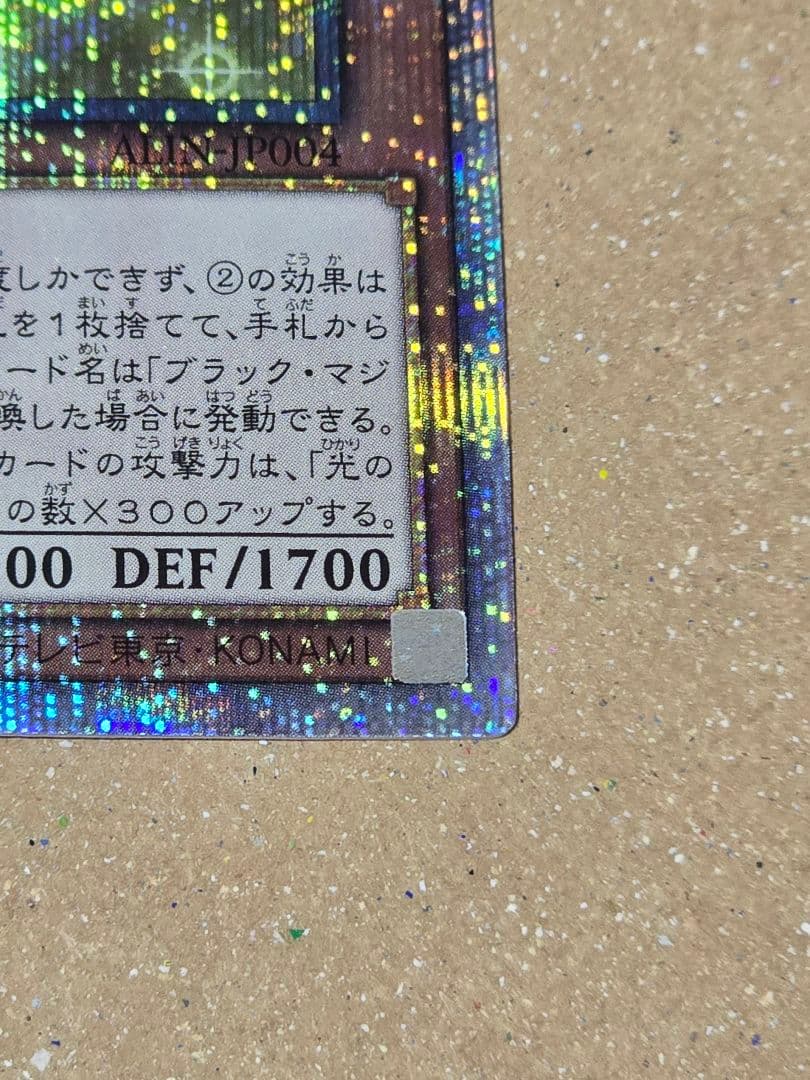 ALIN-JP004
度しかできず、②の効果は
を1枚捨てて、手札から
ード名は「ブラック・マジ
喚した場合に発動できる。
カードの攻撃力は、「光の
の数×300アップする。
00 DEF/1700
テレビ東京・KONAMI